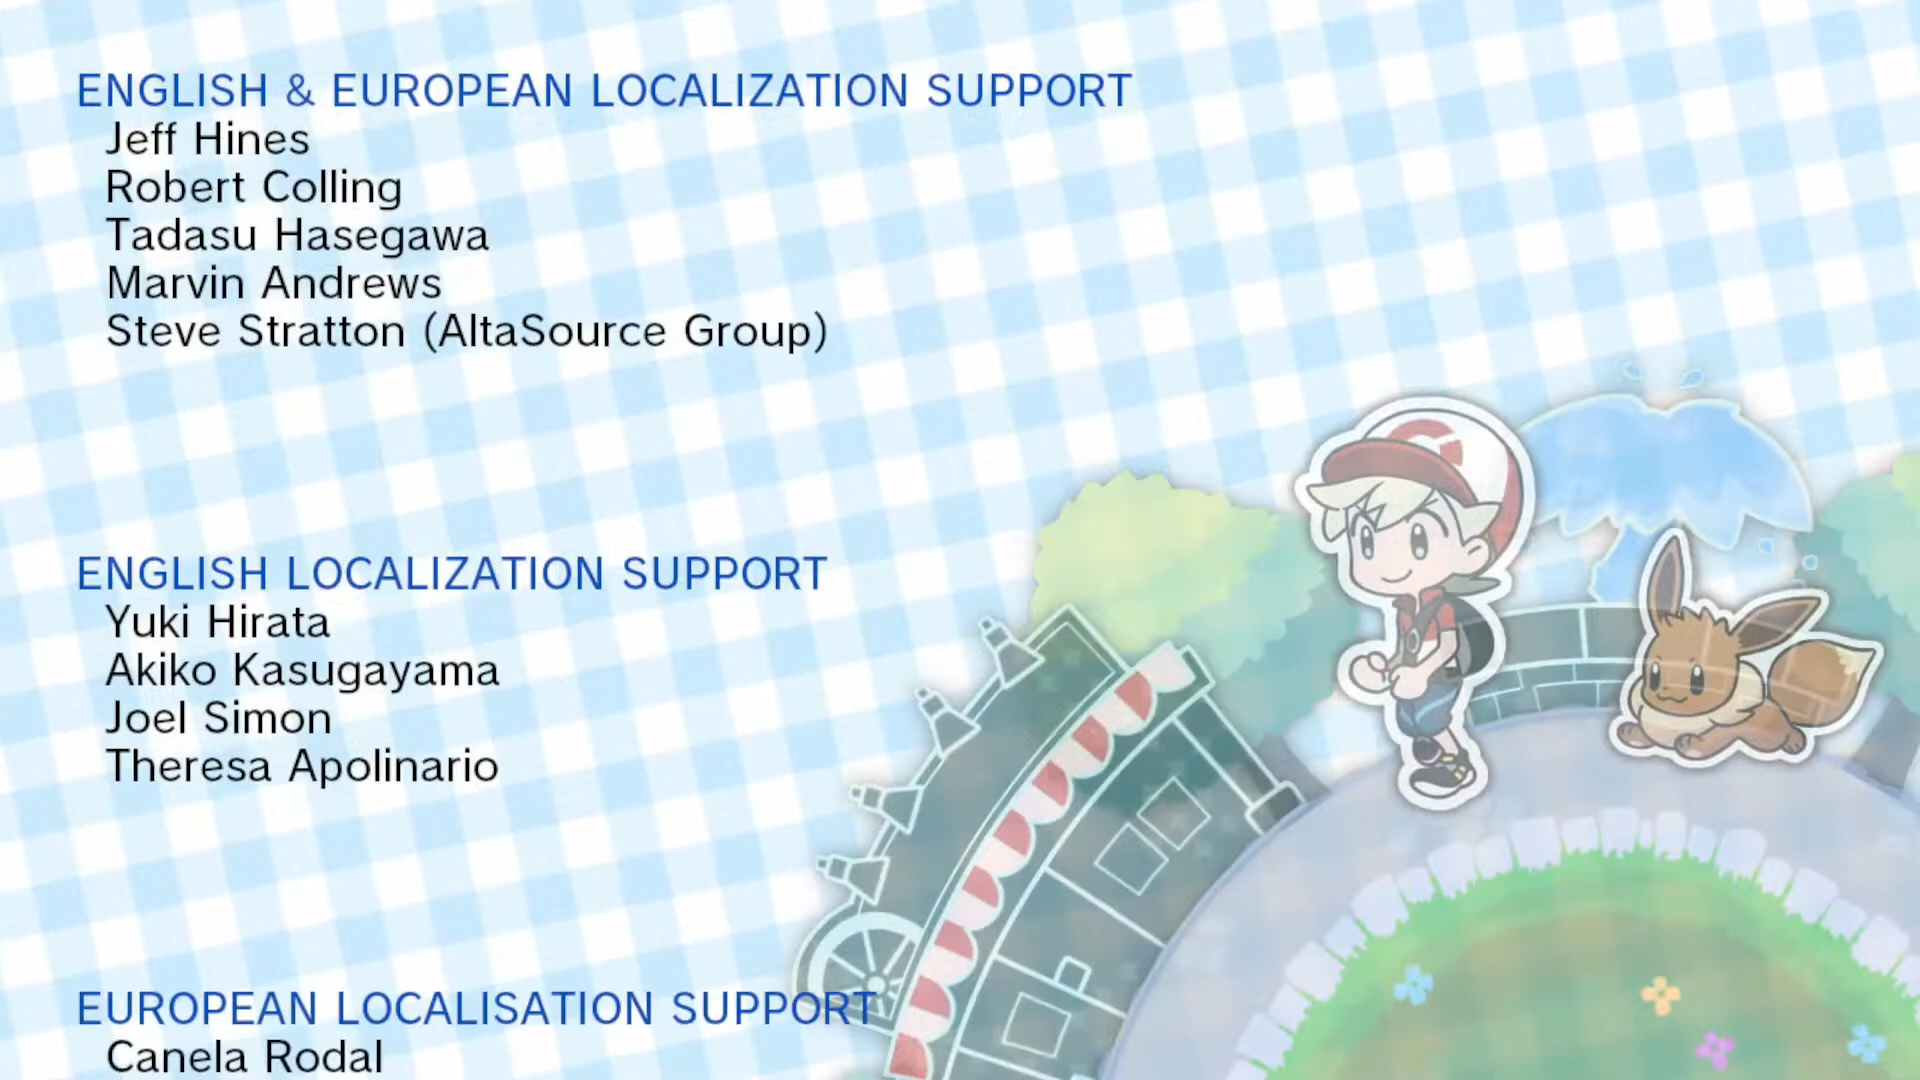 ENGLISH & EUROPEAN LOCALIZATION SUPPORT
Jeff Hines
Robert Colling
Tadasu Hasegawa
Marvin Andrews
Steve Stratton (AltaSource Group)
ENGLISH LOCALIZATION SUPPORT
Yuki Hirata
Akiko Kasugayama
Joel Simon
Theresa Apolinario
EUROPEAN LOCALISATION SUPPORT
Canela Rodal